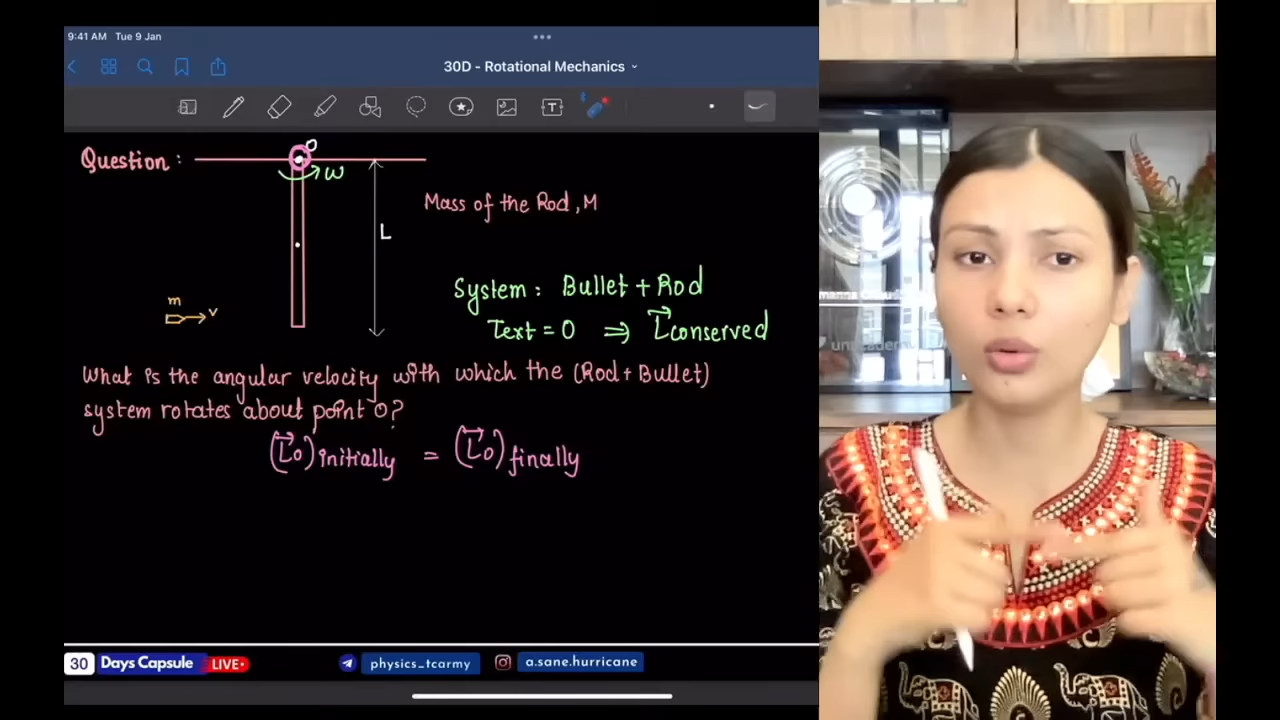 9:41 AM Tue 9 Jan
30D - Rotational Mechanics
T
Question :
O
ω
Mass of the Rod, M
L
System : Bullet + Rod
m
v
τext = 0 ⇒ L⃗ conserved
What is the angular velocity with which the (Rod + Bullet)
system rotates about point O?
(L⃗o) initially = (L⃗o) finally
30 Days Capsule LIVE
physics_tcarmy
a.sane.hurricane